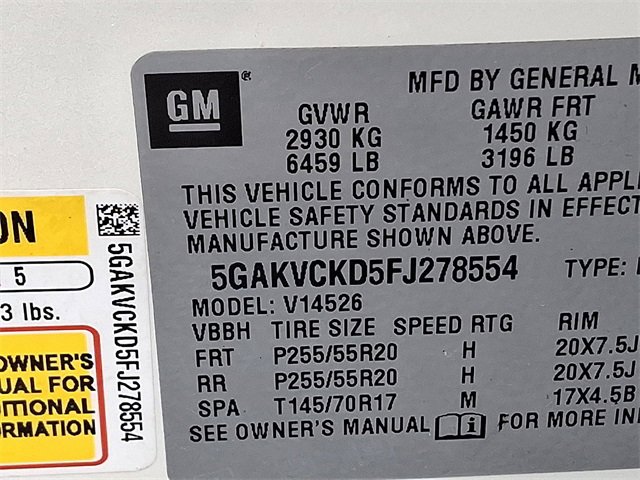 GM ®
MFD BY GENERAL M
GVWR GAWR FRT
2930 KG 1450 KG
6459 LB 3196 LB
THIS VEHICLE CONFORMS TO ALL APPLI
VEHICLE SAFETY STANDARDS IN EFFECT
MANUFACTURE SHOWN ABOVE.
5GAKVCKD5FJ278554 TYPE:
MODEL: V14526
VBBH TIRE SIZE SPEED RTG RIM
FRT P255/55R20 H 20X7.5J
RR P255/55R20 H 20X7.5J
SPA T145/70R17 M 17X4.5B
SEE OWNER'S MANUAL i FOR MORE IN
ON
5
3 lbs.
OWNER'S
UAL FOR
ITIONAL
ORMATION
5GAKVCKD5FJ278554